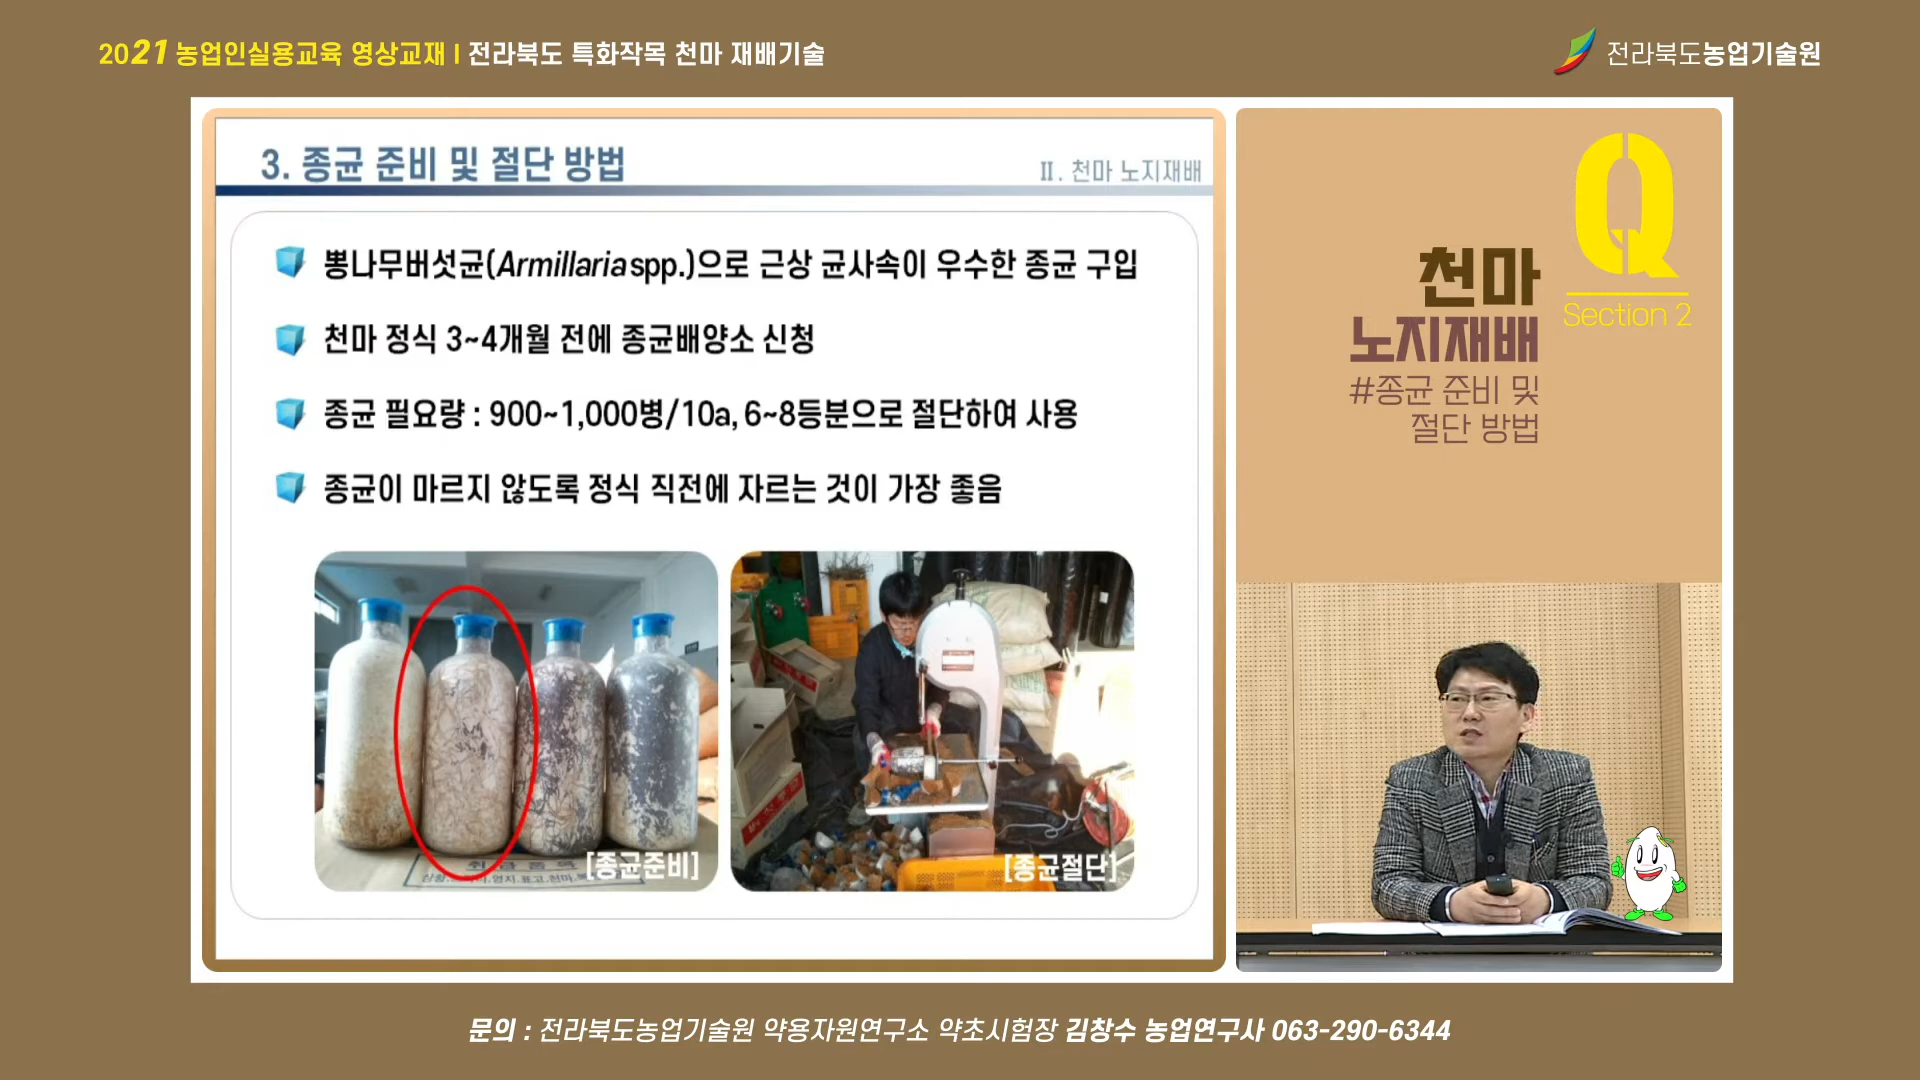 2021 농업인실용교육 영상교재 I 전라북도 특화작목 천마 재배기술
전라북도농업기술원
3. 종균 준비 및 절단 방법
Ⅱ. 천마 노지재배
뽕나무버섯균(Armillaria spp.)으로 근상 균사속이 우수한 종균 구입
천마 정식 3~4개월 전에 종균배양소 신청
종균 필요량 : 900~1,000병/10a, 6~8등분으로 절단하여 사용
종균이 마르지 않도록 정식 직전에 자르는 것이 가장 좋음
[종균준비]
[종균절단]
Q
Section 2
천마
노지재배
#종균 준비 및
절단 방법
문의 : 전라북도농업기술원 약용자원연구소 약초시험장 김창수 농업연구사 063-290-6344